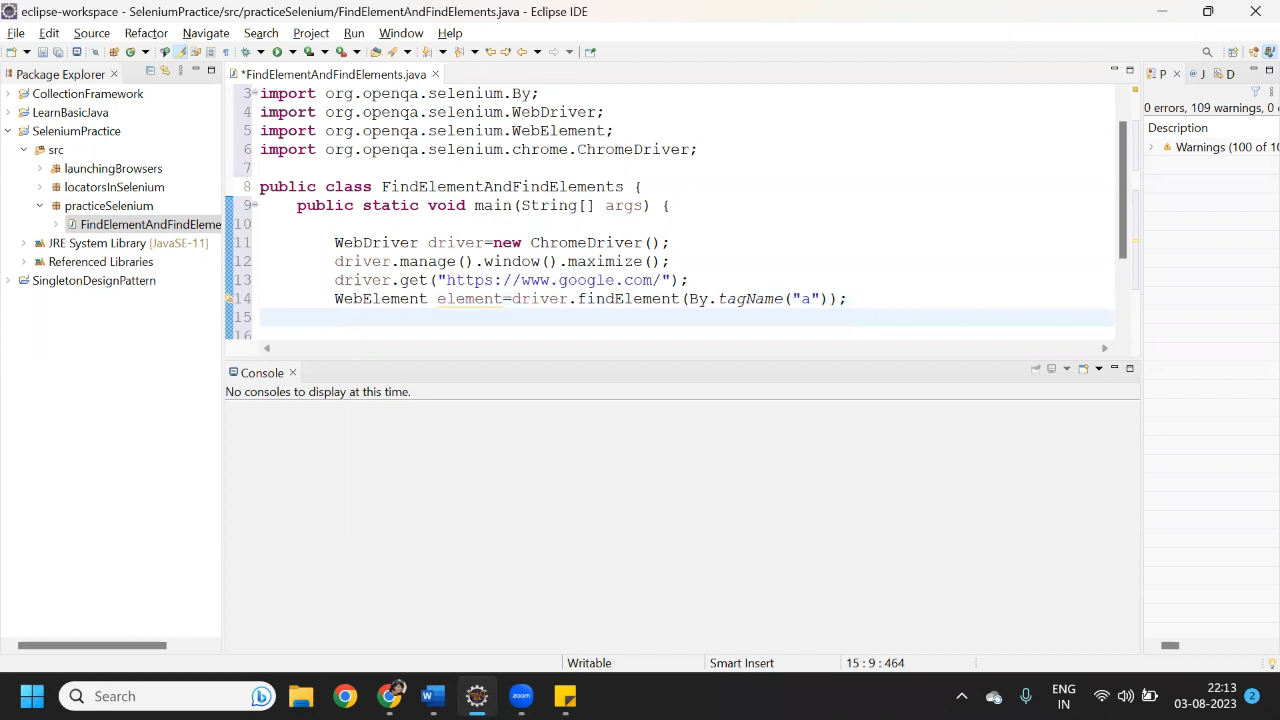 eclipse-workspace - SeleniumPractice/src/practiceSelenium/FindElementAndFindElements.java - Eclipse IDE
File Edit Source Refactor Navigate Search Project Run Window Help
Package Explorer
CollectionFramework
LearnBasicJava
SeleniumPractice
src
launchingBrowsers
locatorsInSelenium
practiceSelenium
FindElementAndFindEleme
JRE System Library [JavaSE-11]
Referenced Libraries
SingletonDesignPattern
*FindElementAndFindElements.java
3 import org.openqa.selenium.By;
4 import org.openqa.selenium.WebDriver;
5 import org.openqa.selenium.WebElement;
6 import org.openqa.selenium.chrome.ChromeDriver;
7
8 public class FindElementAndFindElements {
9 public static void main(String[] args) {
10
11 WebDriver driver=new ChromeDriver();
12 driver.manage().window().maximize();
13 driver.get("https://www.google.com/");
14 WebElement element=driver.findElement(By.tagName("a"));
15
16
Console
No consoles to display at this time.
P J D
0 errors, 109 warnings, 0
Description
Warnings (100 of 10
Writable Smart Insert 15 : 9 : 464
Search
zoom
ENG
IN
22:13
03-08-2023
2